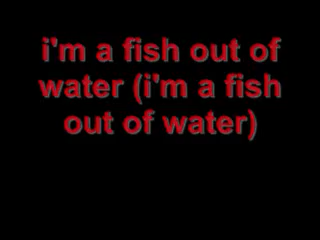 i'm a fish out of
water (i'm a fish
out of water)